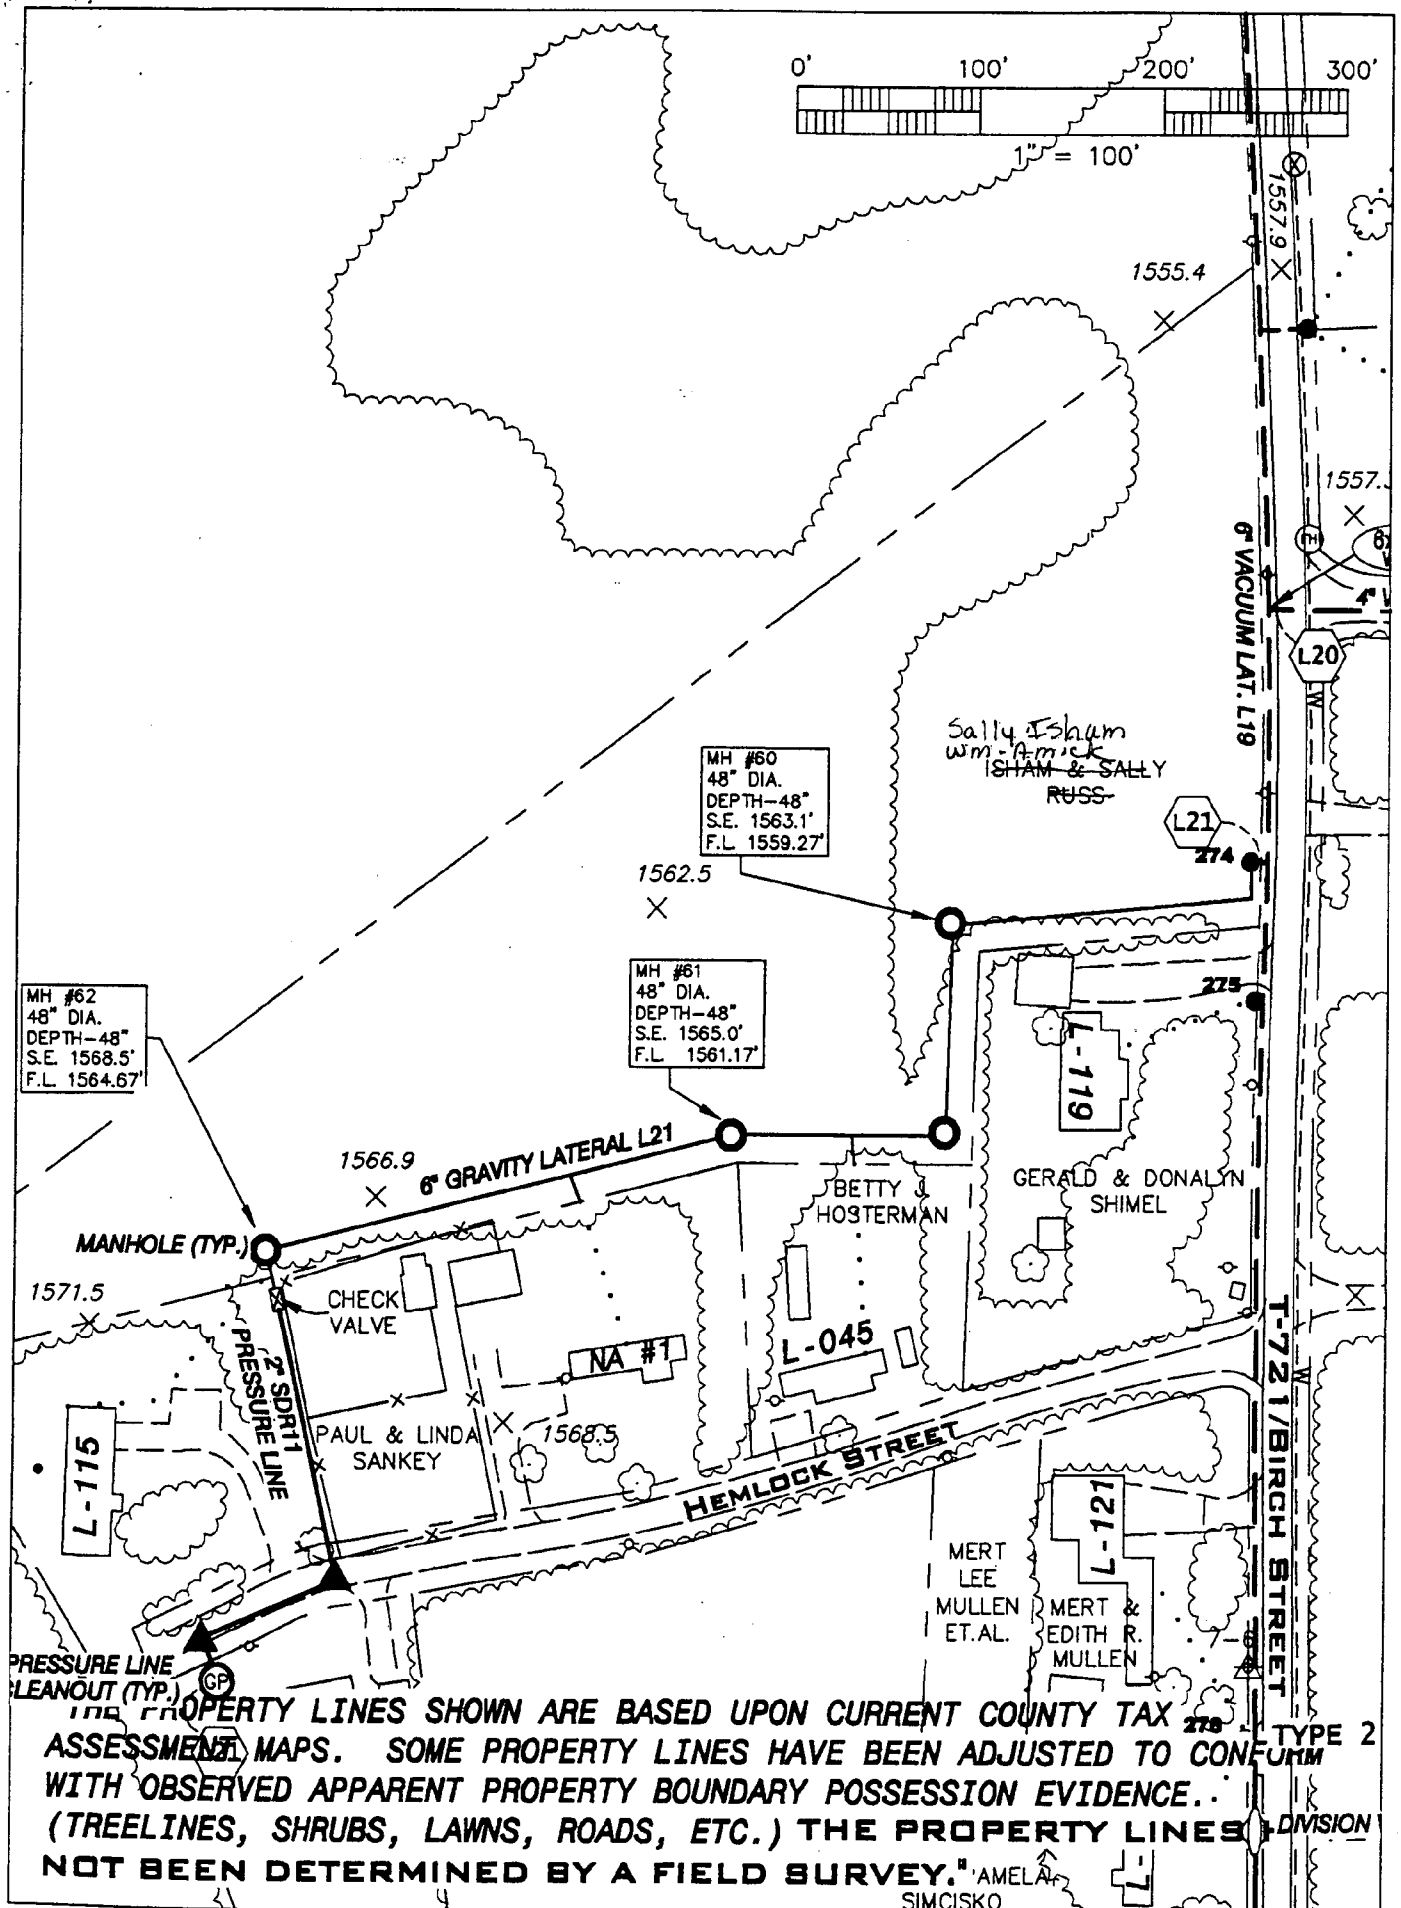 0' 100' 200' 300'
1" = 100'
1557.9
1555.4
1557.
6" VACUUM LAT. L19
4"
L20
Sally Isham
Wm. Amick
ISHAM & SALLY
RUSS
L21
274
MH #60
48" DIA.
DEPTH-48"
S.E. 1563.1'
F.L. 1559.27'
1562.5
MH #61
48" DIA.
DEPTH-48"
S.E. 1565.0'
F.L. 1561.17'
MH #62
48" DIA.
DEPTH-48"
S.E. 1568.5'
F.L. 1564.67'
275
L-119
1566.9
6" GRAVITY LATERAL L21
GERALD & DONALYN
SHIMEL
BETTY J.
HOSTERMAN
MANHOLE (TYP.)
1571.5
CHECK
VALVE
2" SDR11
PRESSURE LINE
NA #1
L-045
T-721/BIRCH STREET
W
W
L-115
PAUL & LINDA
SANKEY
1568.5
HEMLOCK STREET
L-121
MERT
LEE
MULLEN
ET.AL.
MERT &
EDITH R.
MULLEN
PRESSURE LINE
CLEANOUT (TYP.)
GP
THE PROPERTY LINES SHOWN ARE BASED UPON CURRENT COUNTY TAX
TYPE 2
ASSESSMENT MAPS. SOME PROPERTY LINES HAVE BEEN ADJUSTED TO CONFORM
WITH OBSERVED APPARENT PROPERTY BOUNDARY POSSESSION EVIDENCE.
(TREELINES, SHRUBS, LAWNS, ROADS, ETC.) THE PROPERTY LINES
DIVISION
NOT BEEN DETERMINED BY A FIELD SURVEY."
AMELA
SIMCISKO
L-